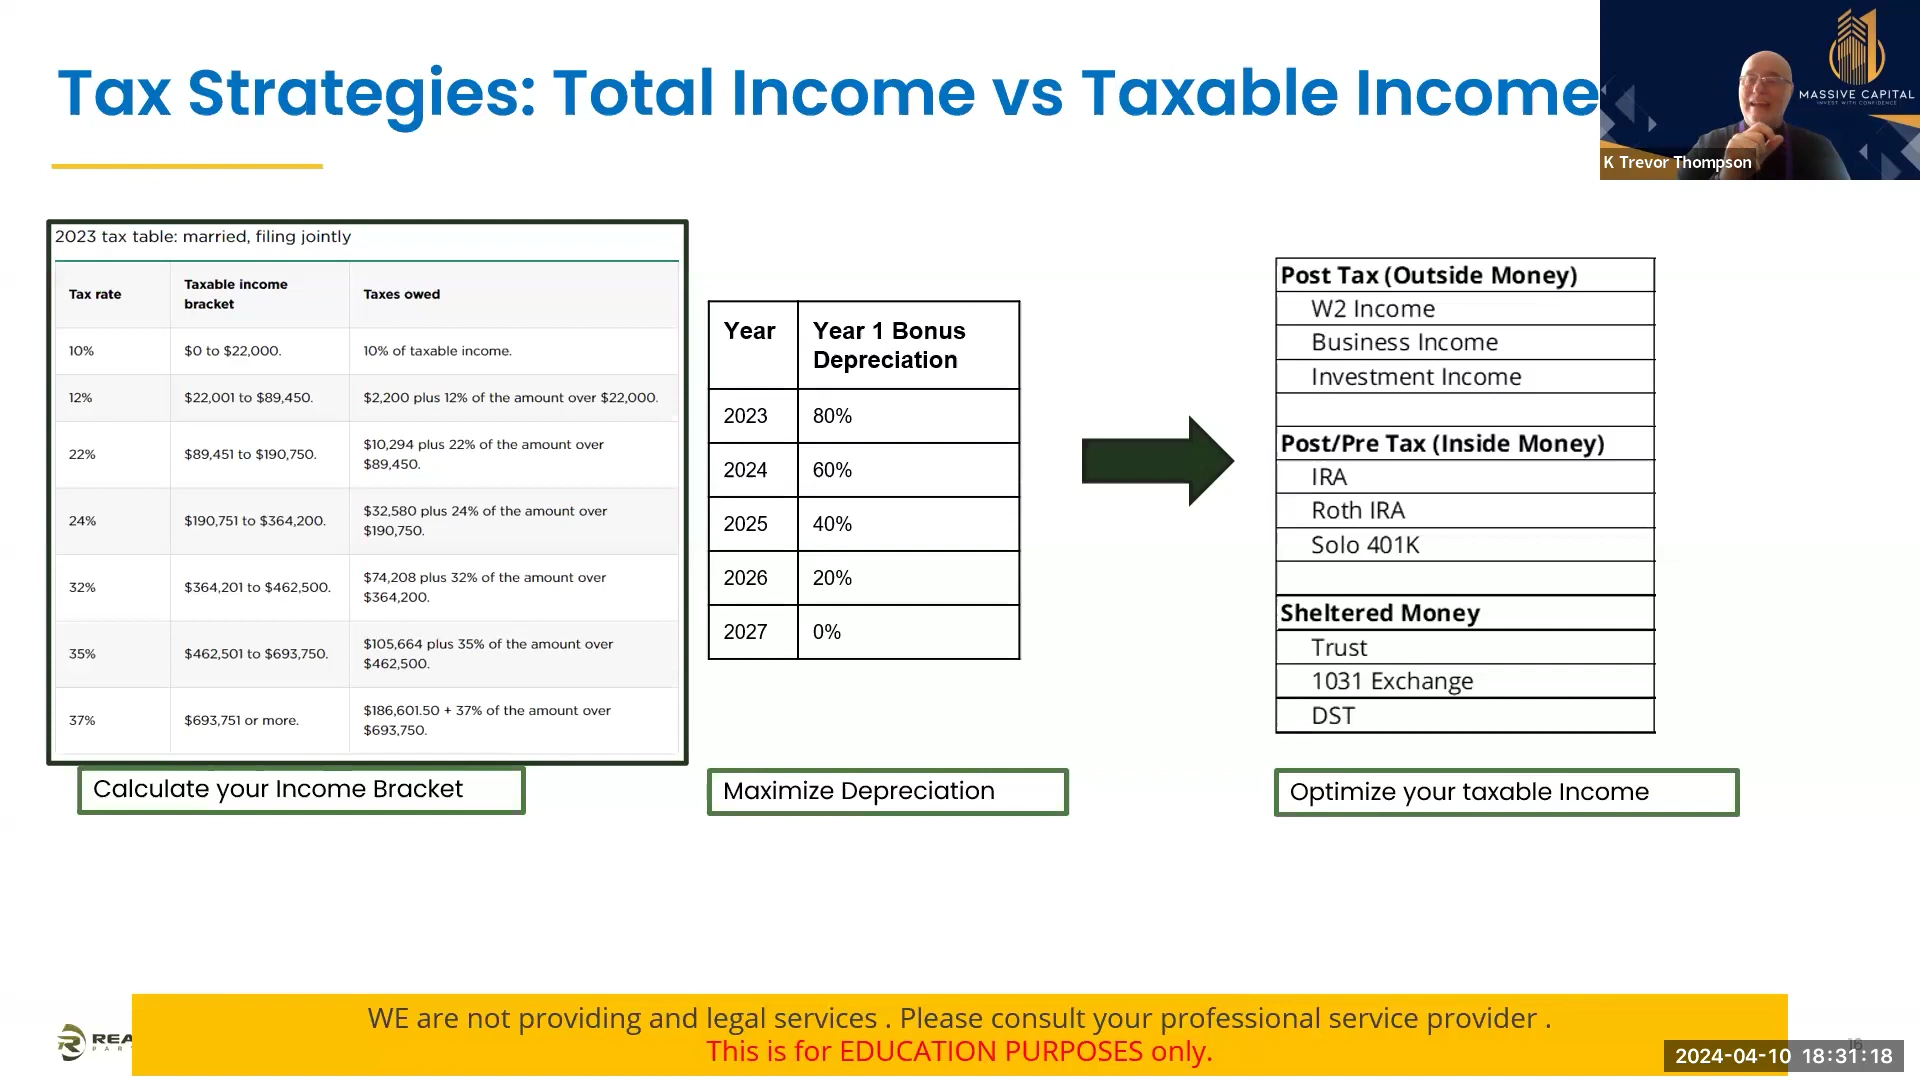 Tax Strategies: Total Income vs Taxable Income
MASSIVE CAPITAL
INVEST WITH CONFIDENCE
K Trevor Thompson
2023 tax table: married, filing jointly
Tax rate
Taxable income
bracket
Taxes owed
10%
$0 to $22,000.
10% of taxable income.
12%
$22,001 to $89,450.
$2,200 plus 12% of the amount over $22,000.
22%
$89,451 to $190,750.
$10,294 plus 22% of the amount over
$89,450.
24%
$190,751 to $364,200.
$32,580 plus 24% of the amount over
$190,750.
32%
$364,201 to $462,500.
$74,208 plus 32% of the amount over
$364,200.
35%
$462,501 to $693,750.
$105,664 plus 35% of the amount over
$462,500.
37%
$693,751 or more.
$186,601.50 + 37% of the amount over
$693,750.
Calculate your Income Bracket
Year
Year 1 Bonus
Depreciation
2023
80%
2024
60%
2025
40%
2026
20%
2027
0%
Maximize Depreciation
Post Tax (Outside Money)
W2 Income
Business Income
Investment Income
Post/Pre Tax (Inside Money)
IRA
Roth IRA
Solo 401K
Sheltered Money
Trust
1031 Exchange
DST
Optimize your taxable Income
WE are not providing and legal services . Please consult your professional service provider .
This is for EDUCATION PURPOSES only.
16
2024-04-10 18:31:18